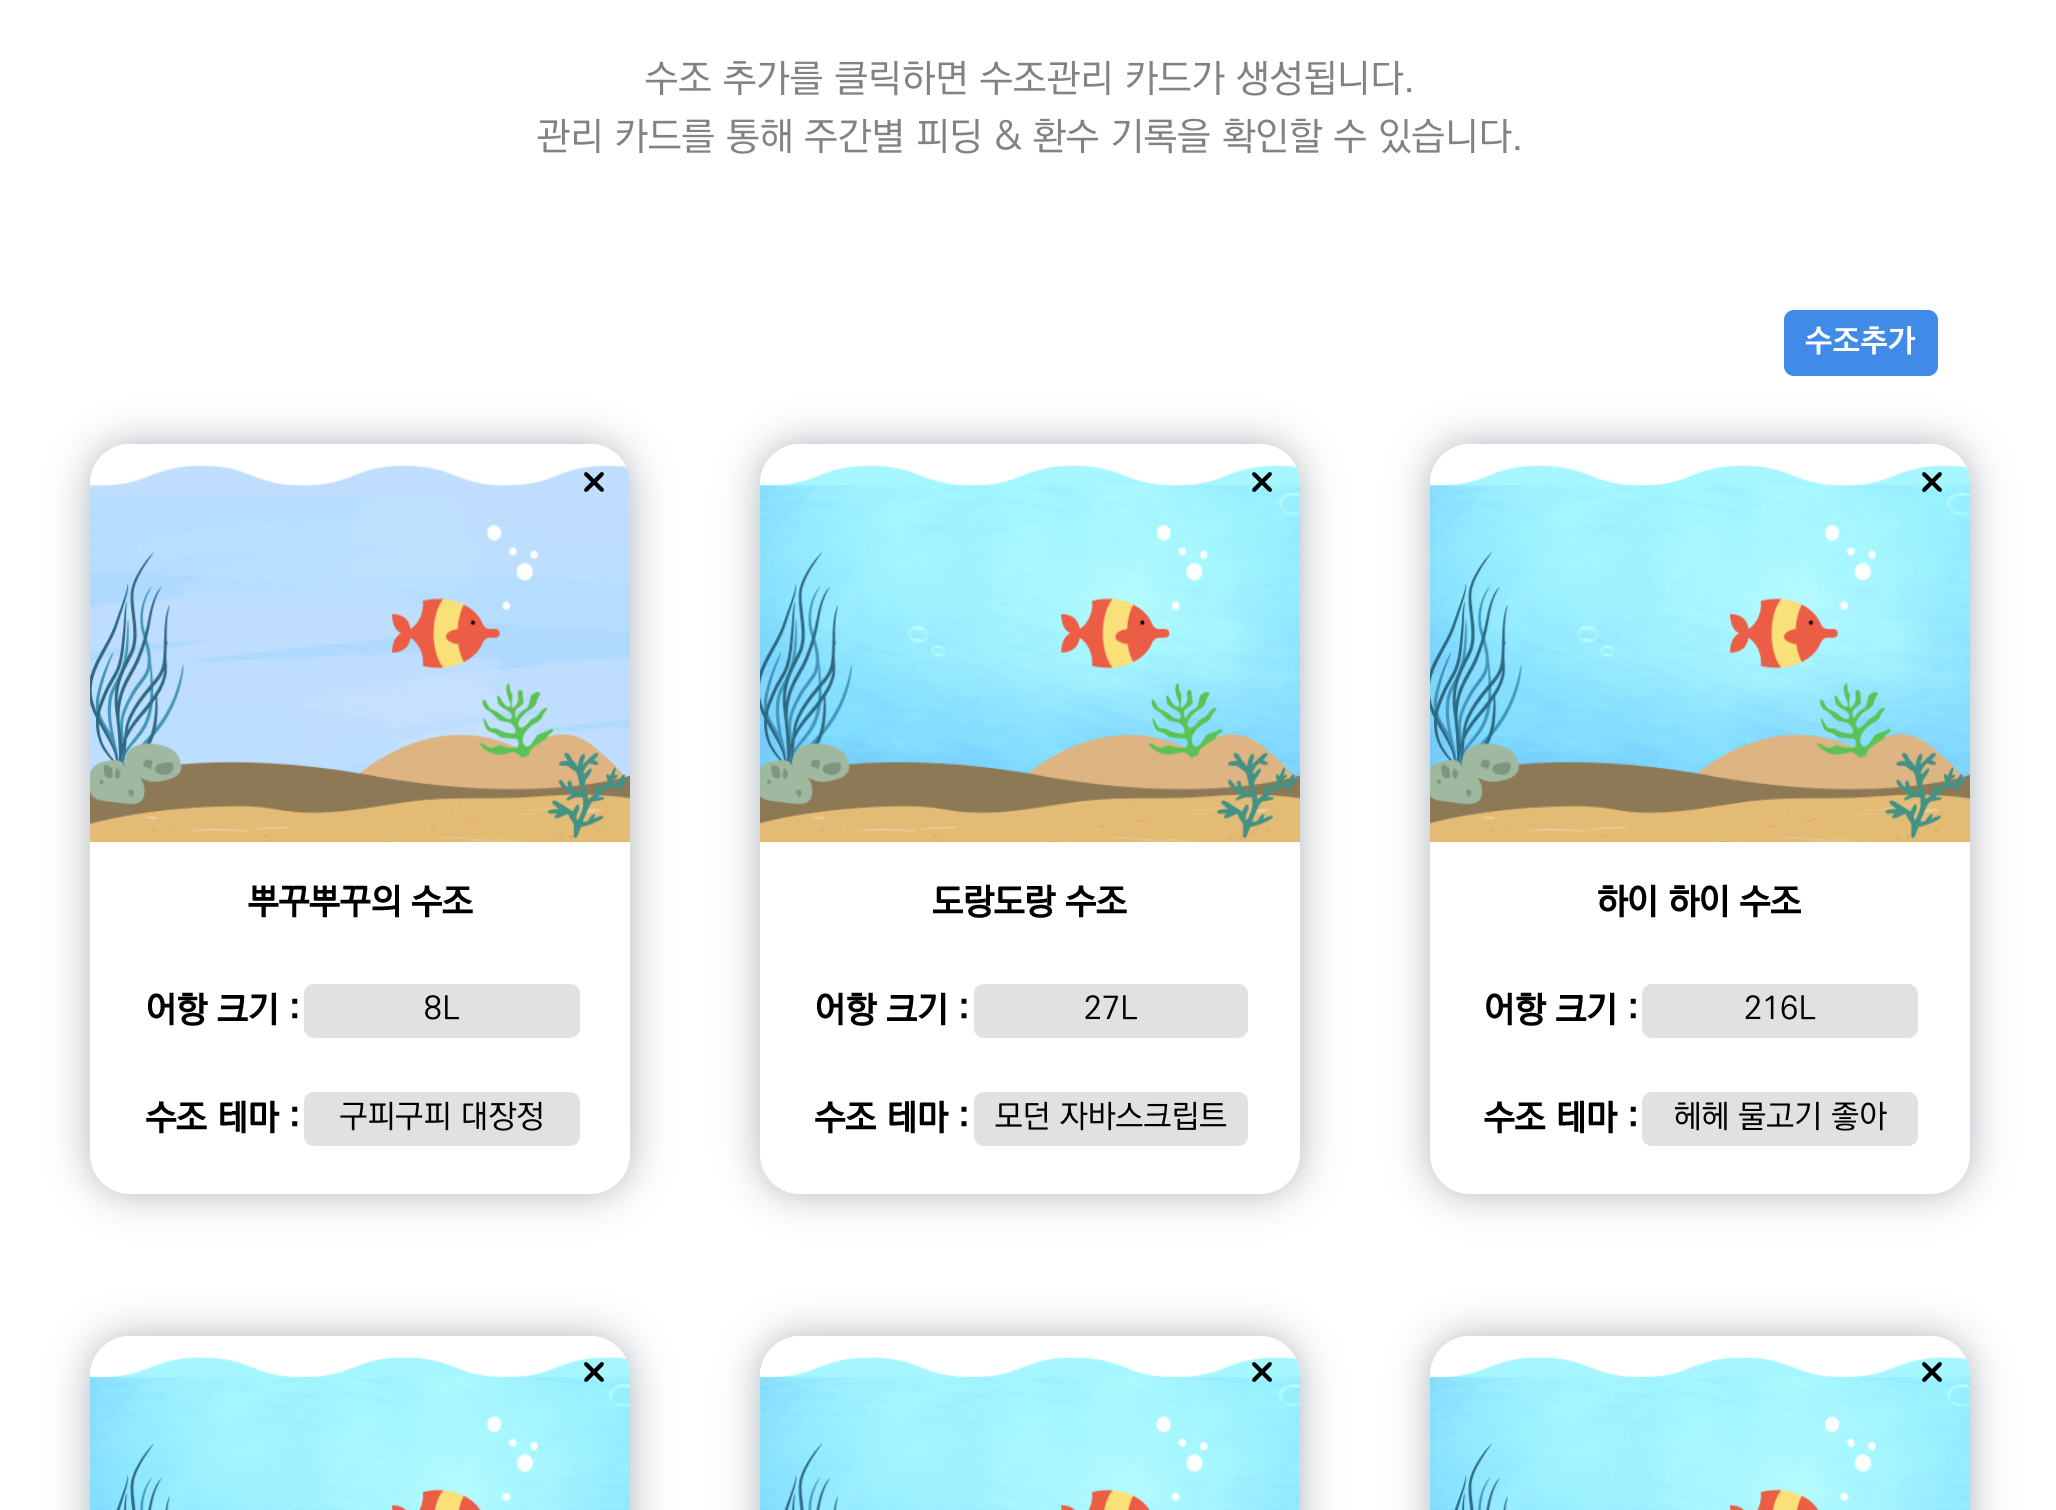 수조 추가를 클릭하면 수조관리 카드가 생성됩니다.
관리 카드를 통해 주간별 피딩 & 환수 기록을 확인할 수 있습니다.
수조추가
뿌꾸뿌꾸의 수조
어항 크기 : 8L
수조 테마 : 구피구피 대장정
도랑도랑 수조
어항 크기 : 27L
수조 테마 : 모던 자바스크립트
하이 하이 수조
어항 크기 : 216L
수조 테마 : 헤헤 물고기 좋아